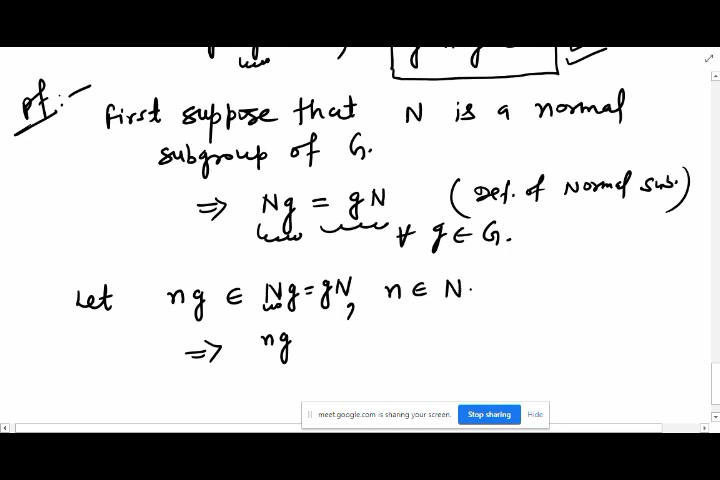 Pf:-
First suppose that N is a normal
subgroup of G.
⇒ Ng = gN (Def. of Normal sub.)
∀ g ∈ G.
Let ng ∈ Ng = gN, n ∈ N.
⇒ ng
meet.google.com is sharing your screen. Stop sharing Hide